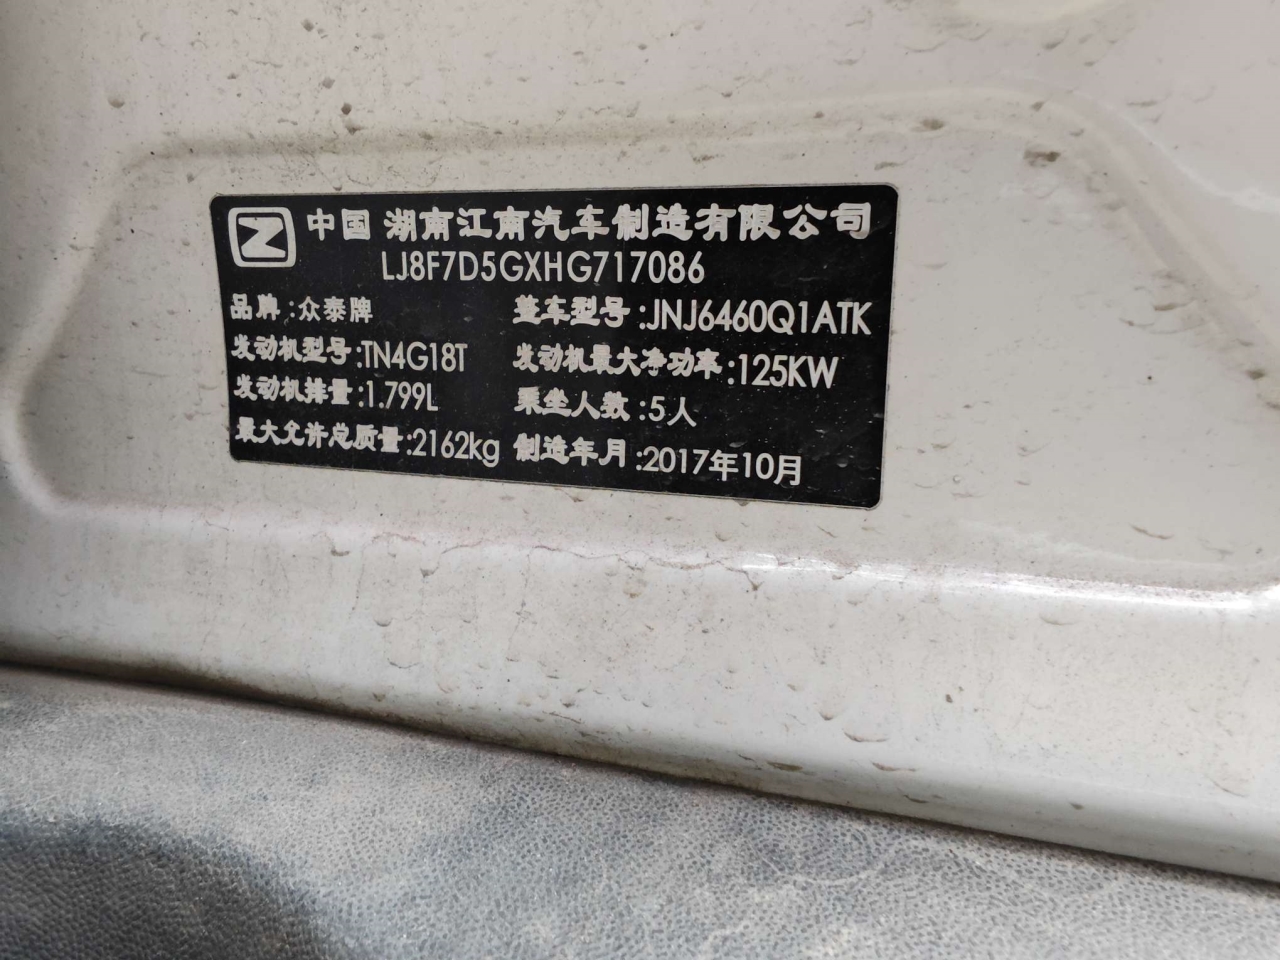 Z 中国 湖南江南汽车制造有限公司
LJ8F7D5GXHG717086
品牌:众泰牌 整车型号:JNJ6460Q1ATK
发动机型号:TN4G18T 发动机最大净功率:125KW
发动机排量:1.799L 乘坐人数:5人
最大允许总质量:2162kg 制造年月:2017年10月